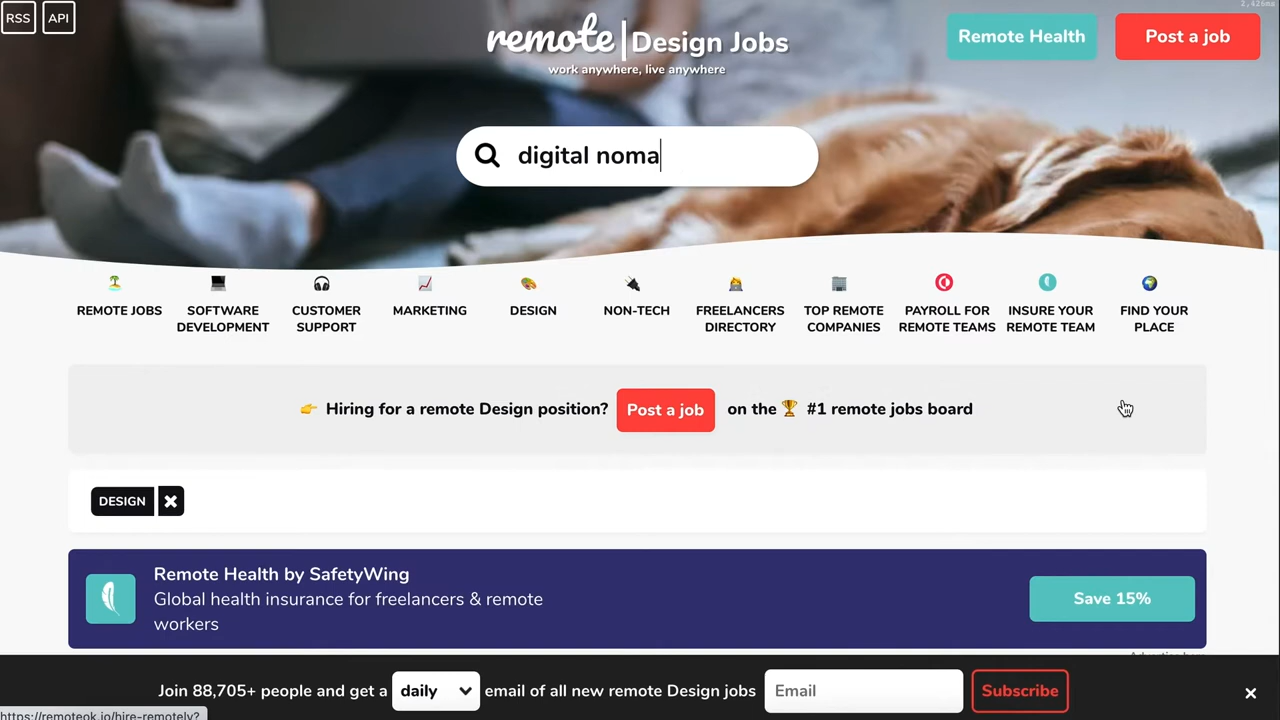 RSS
API
2,426ms
remote | Design Jobs
work anywhere, live anywhere
Remote Health
Post a job
digital noma
REMOTE JOBS
SOFTWARE
DEVELOPMENT
CUSTOMER
SUPPORT
MARKETING
DESIGN
NON-TECH
FREELANCERS
DIRECTORY
TOP REMOTE
COMPANIES
PAYROLL FOR
REMOTE TEAMS
INSURE YOUR
REMOTE TEAM
FIND YOUR
PLACE
Hiring for a remote Design position? Post a job on the #1 remote jobs board
DESIGN
Remote Health by SafetyWing
Global health insurance for freelancers & remote
workers
Save 15%
Join 88,705+ people and get a daily email of all new remote Design jobs Email Subscribe
https://remoteok.io/hire-remotely?